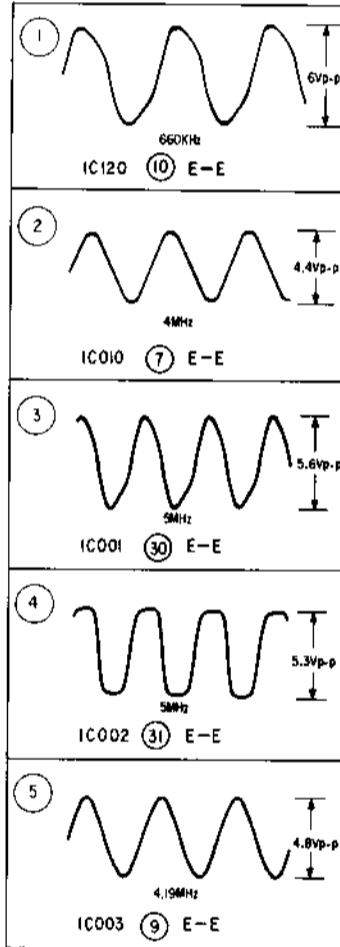 1
6Vp-p
660KHz
IC120 10 E-E
2
4.4Vp-p
4MHz
IC010 7 E-E
3
5.6Vp-p
5MHz
IC001 30 E-E
4
5.3Vp-p
5MHz
IC002 31 E-E
5
4.8Vp-p
4.19MHz
IC003 9 E-E